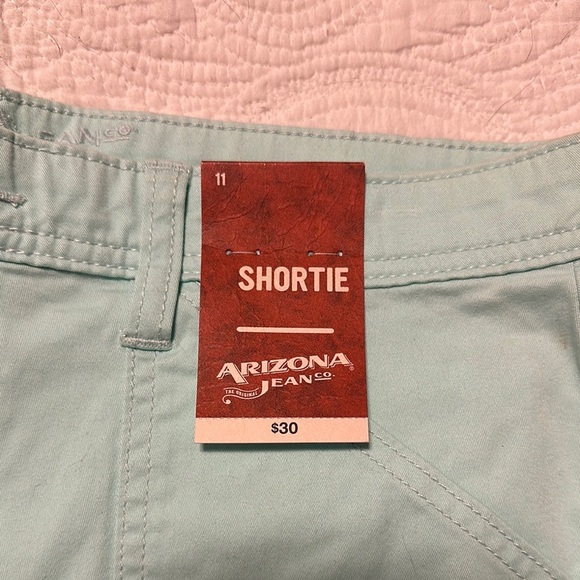 11
SHORTIE
ARIZONA
THE ORIGINAL
JEAN CO.
$30